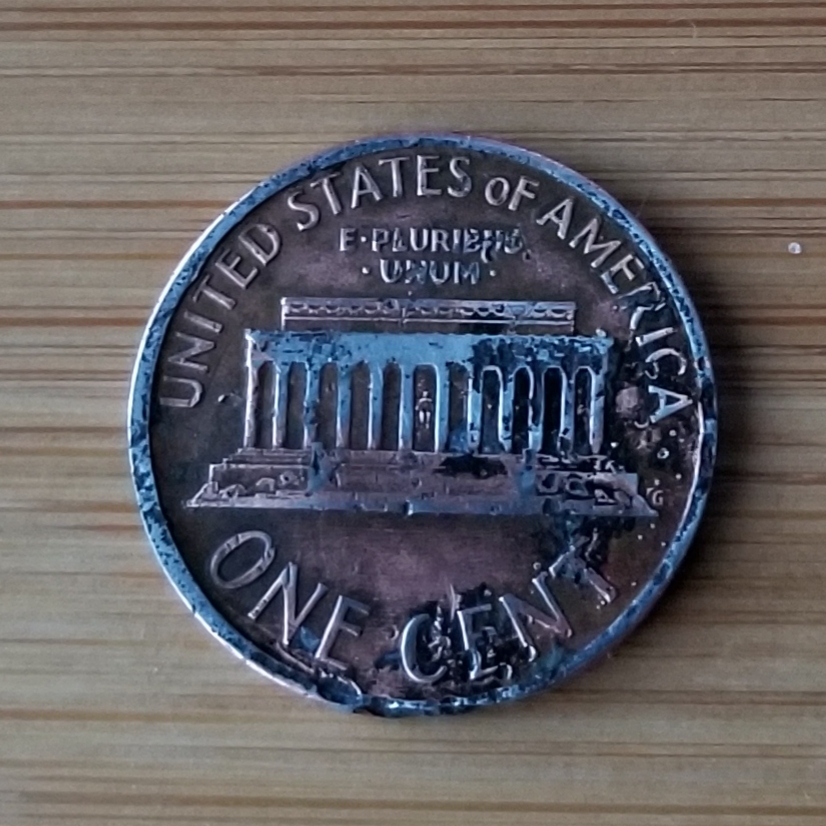 UNITED STATES OF AMERICA
E·PLURIBUS
·UNUM·
ONE CENT